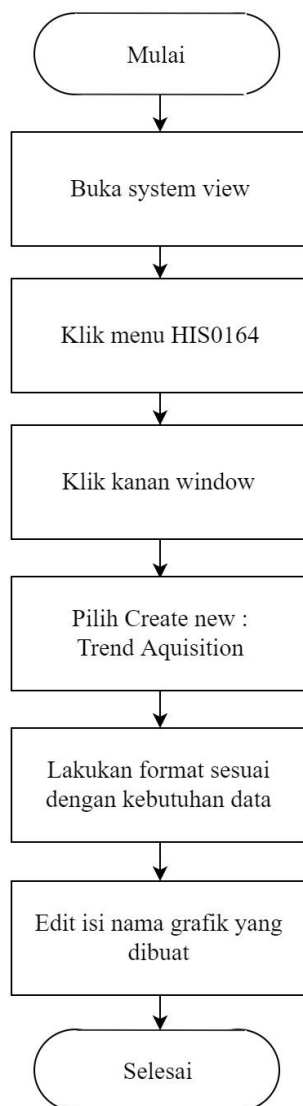 Mulai
Buka system view
Klik menu HIS0164
Klik kanan window
Pilih Create new :
Trend Aquisition
Lakukan format sesuai
dengan kebutuhan data
Edit isi nama grafik yang
dibuat
Selesai